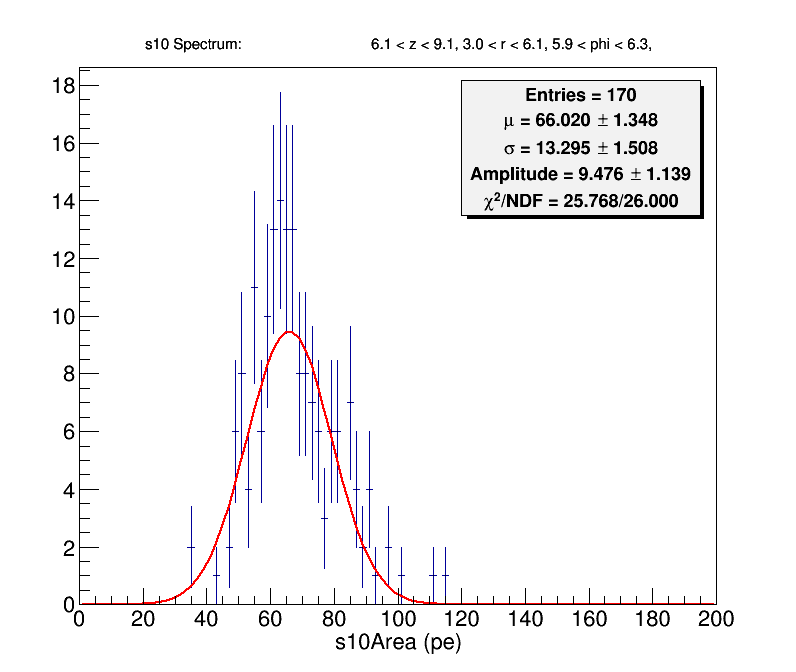 s10 Spectrum: 6.1 < z < 9.1, 3.0 < r < 6.1, 5.9 < phi < 6.3,
Entries = 170
μ = 66.020 ± 1.348
σ = 13.295 ± 1.508
Amplitude = 9.476 ± 1.139
χ²/NDF = 25.768/26.000
18
16
14
12
10
8
6
4
2
0
0 20 40 60 80 100 120 140 160 180 200
s10Area (pe)